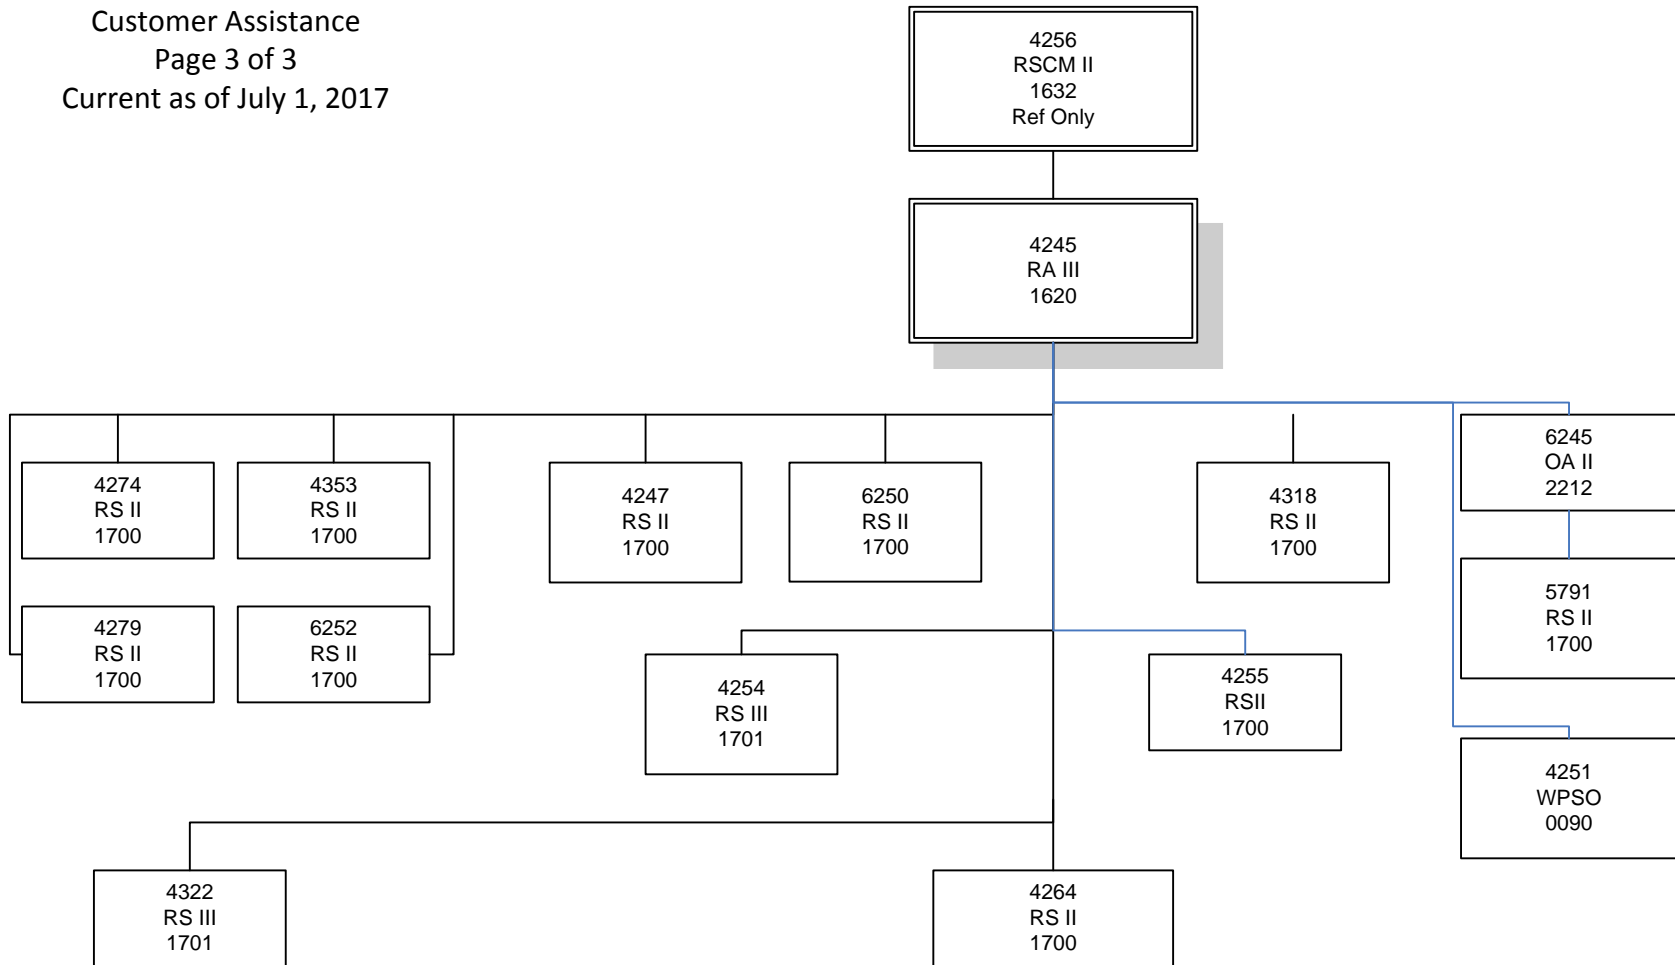 Customer Assistance
Page 3 of 3
Current as of July 1, 2017
4256
RSCM II
1632
Ref Only
4245
RA III
1620
4274
RS II
1700
4353
RS II
1700
4247
RS II
1700
6250
RS II
1700
4318
RS II
1700
6245
OA II
2212
4279
RS II
1700
6252
RS II
1700
4254
RS III
1701
4255
RSII
1700
5791
RS II
1700
4251
WPSO
0090
4322
RS III
1701
4264
RS II
1700